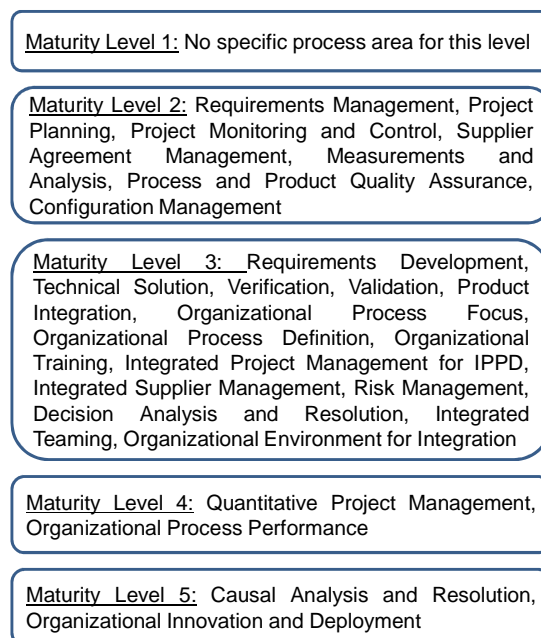 Maturity Level 1: No specific process area for this level
Maturity Level 2: Requirements Management, Project
Planning, Project Monitoring and Control, Supplier
Agreement Management, Measurements and
Analysis, Process and Product Quality Assurance,
Configuration Management
Maturity Level 3: Requirements Development,
Technical Solution, Verification, Validation, Product
Integration, Organizational Process Focus,
Organizational Process Definition, Organizational
Training, Integrated Project Management for IPPD,
Integrated Supplier Management, Risk Management,
Decision Analysis and Resolution, Integrated
Teaming, Organizational Environment for Integration
Maturity Level 4: Quantitative Project Management,
Organizational Process Performance
Maturity Level 5: Causal Analysis and Resolution,
Organizational Innovation and Deployment